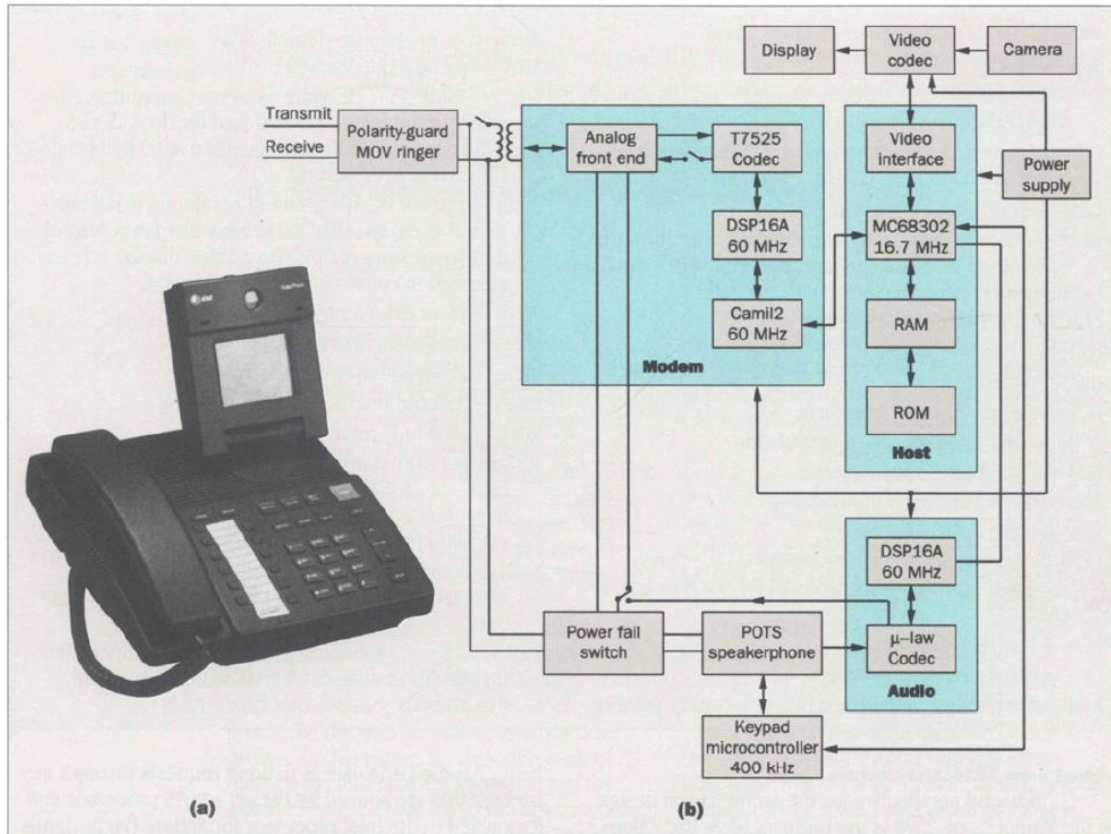 AT&T
Transmit
Receive
Polarity-guard
MOV ringer
Analog
front end
T7525
Codec
DSP16A
60 MHz
Camil2
60 MHz
Modem
Display
Video
codec
Camera
Video
interface
Power
supply
MC68302
16.7 MHz
RAM
ROM
Host
DSP16A
60 MHz
μ–law
Codec
Audio
Power fail
switch
POTS
speakerphone
Keypad
microcontroller
400 kHz
(a)
(b)